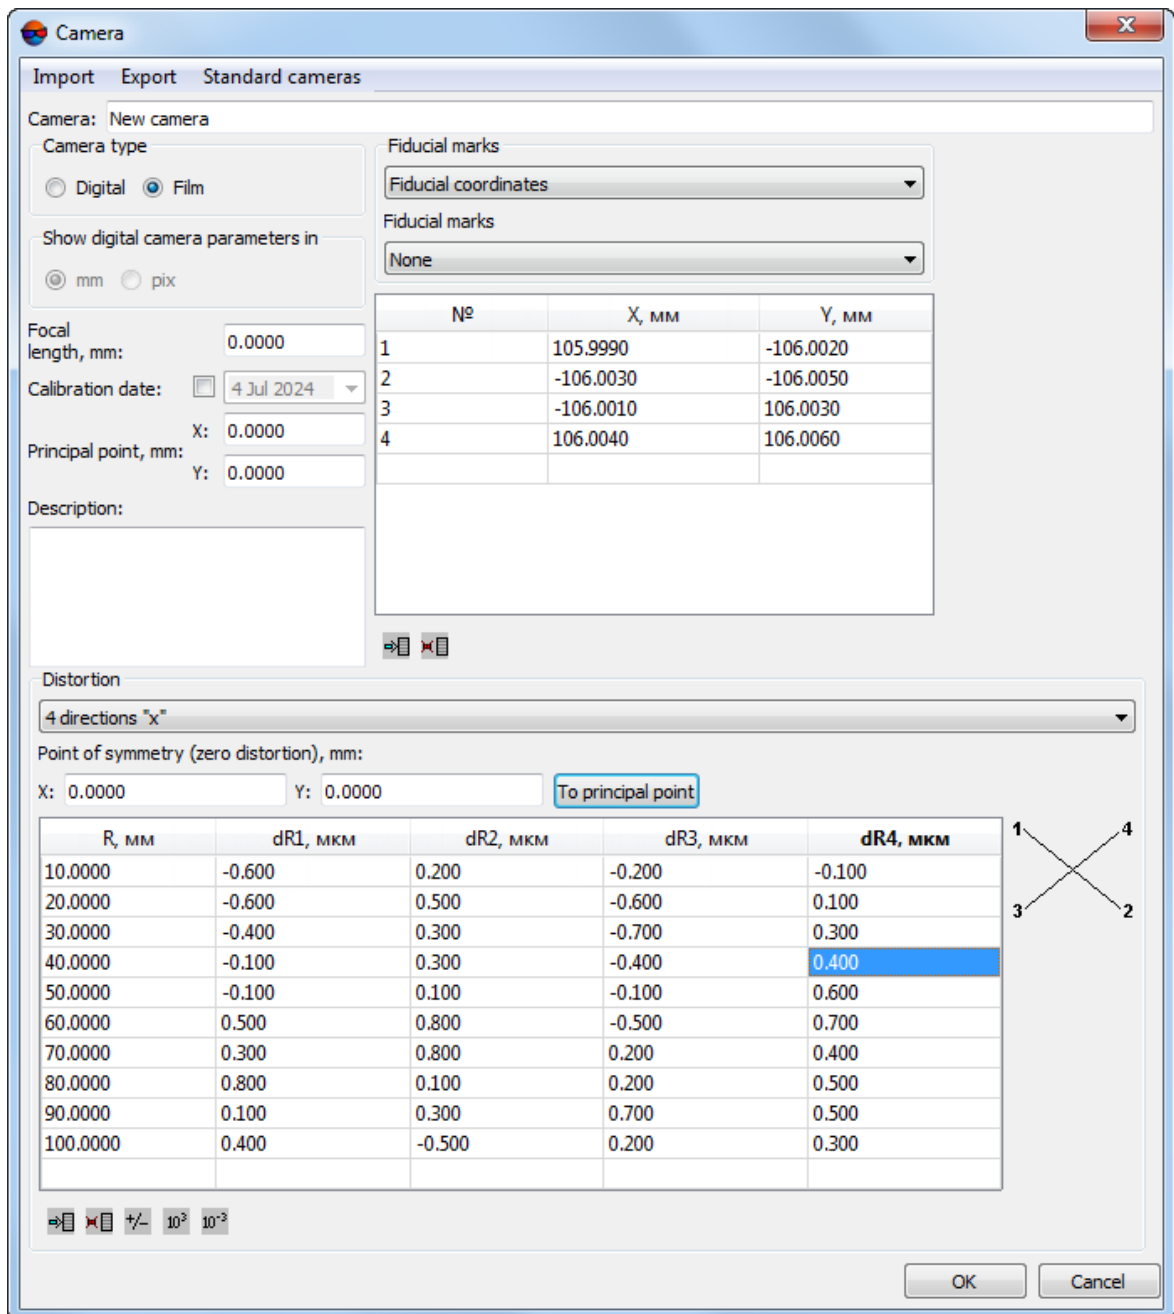 Camera
Import Export Standard cameras
Camera: New camera
Camera type
Digital Film
Show digital camera parameters in
mm pix
Focal
length, mm: 0.0000
Calibration date: 4 Jul 2024
Principal point, mm: X: 0.0000
Y: 0.0000
Description:
Fiducial marks
Fiducial coordinates
Fiducial marks
None
№ X, мм Y, мм
1 105.9990 -106.0020
2 -106.0030 -106.0050
3 -106.0010 106.0030
4 106.0040 106.0060
Distortion
4 directions "x"
Point of symmetry (zero distortion), mm:
X: 0.0000 Y: 0.0000 To principal point
R, мм dR1, мкм dR2, мкм dR3, мкм dR4, мкм
10.0000 -0.600 0.200 -0.200 -0.100
20.0000 -0.600 0.500 -0.600 0.100
30.0000 -0.400 0.300 -0.700 0.300
40.0000 -0.100 0.300 -0.400 0.400
50.0000 -0.100 0.100 -0.100 0.600
60.0000 0.500 0.800 -0.500 0.700
70.0000 0.300 0.800 0.200 0.400
80.0000 0.800 0.100 0.200 0.500
90.0000 0.100 0.300 0.700 0.500
100.0000 0.400 -0.500 0.200 0.300
1 4
3 2
+/- 10³ 10⁻³
OK Cancel